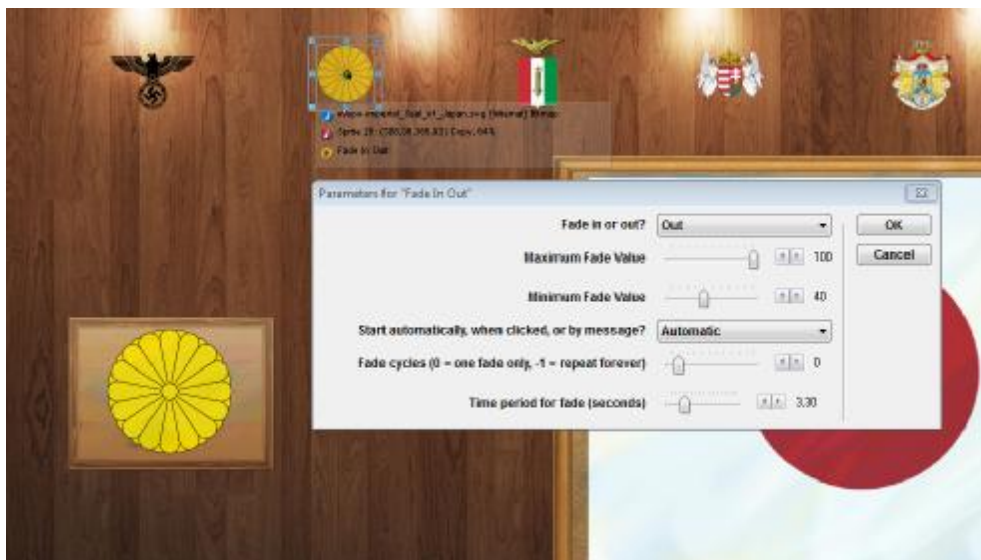 Fade In Out
Parameters for "Fade In Out"
Fade in or out? Out OK
Maximum Fade Value 100 Cancel
Minimum Fade Value 40
Start automatically, when clicked, or by message? Automatic
Fade cycles (0 = one fade only, -1 = repeat forever) 0
Time period for fade (seconds) 3.30